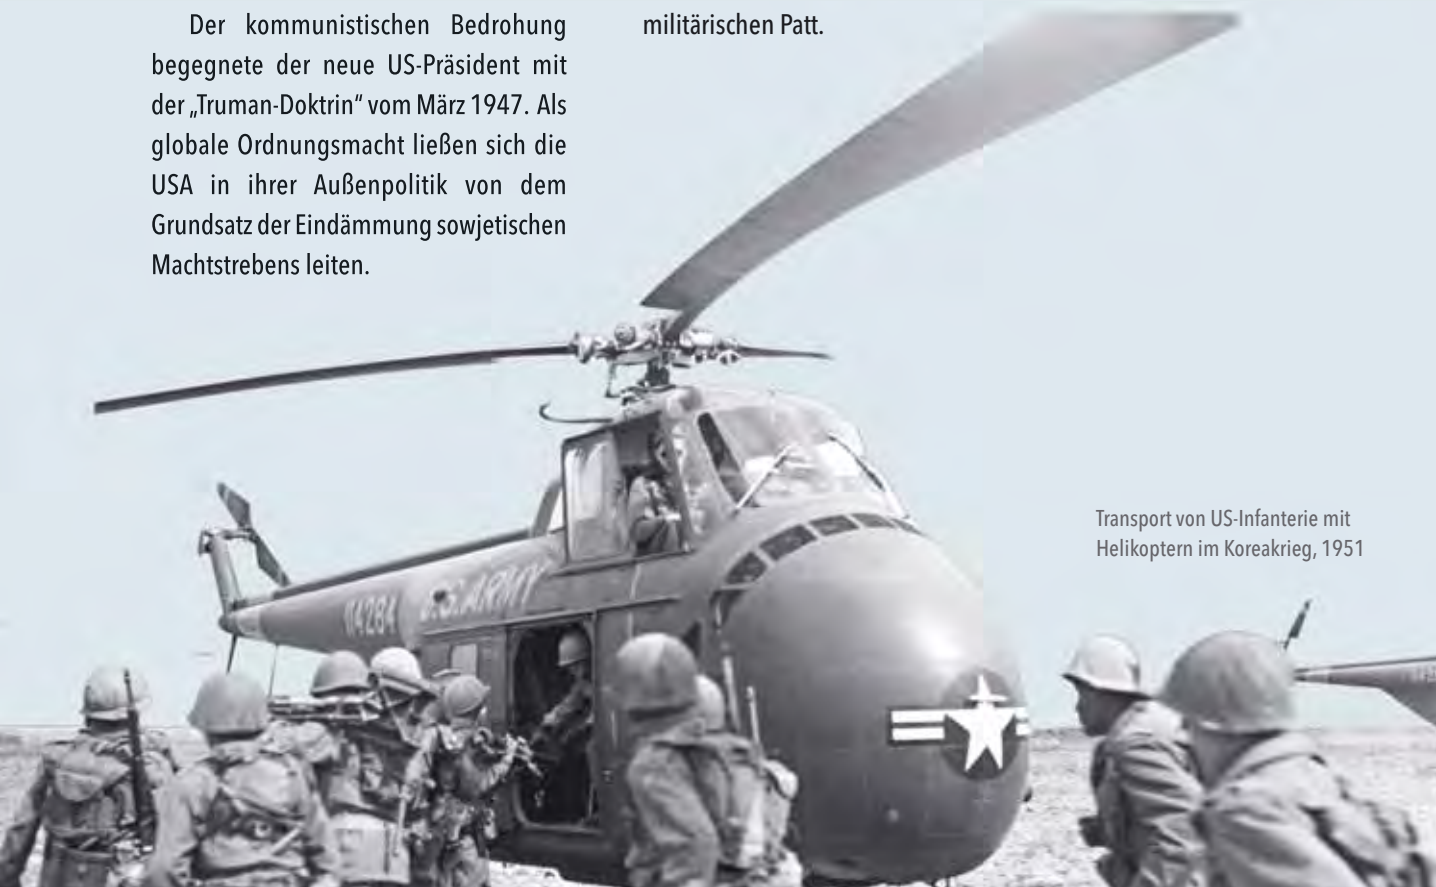 Der kommunistischen Bedrohung
begegnete der neue US-Präsident mit
der „Truman-Doktrin“ vom März 1947. Als
globale Ordnungsmacht ließen sich die
USA in ihrer Außenpolitik von dem
Grundsatz der Eindämmung sowjetischen
Machtstrebens leiten.
militärischen Patt.
Transport von US-Infanterie mit
Helikoptern im Koreakrieg, 1951
U.S. ARMY